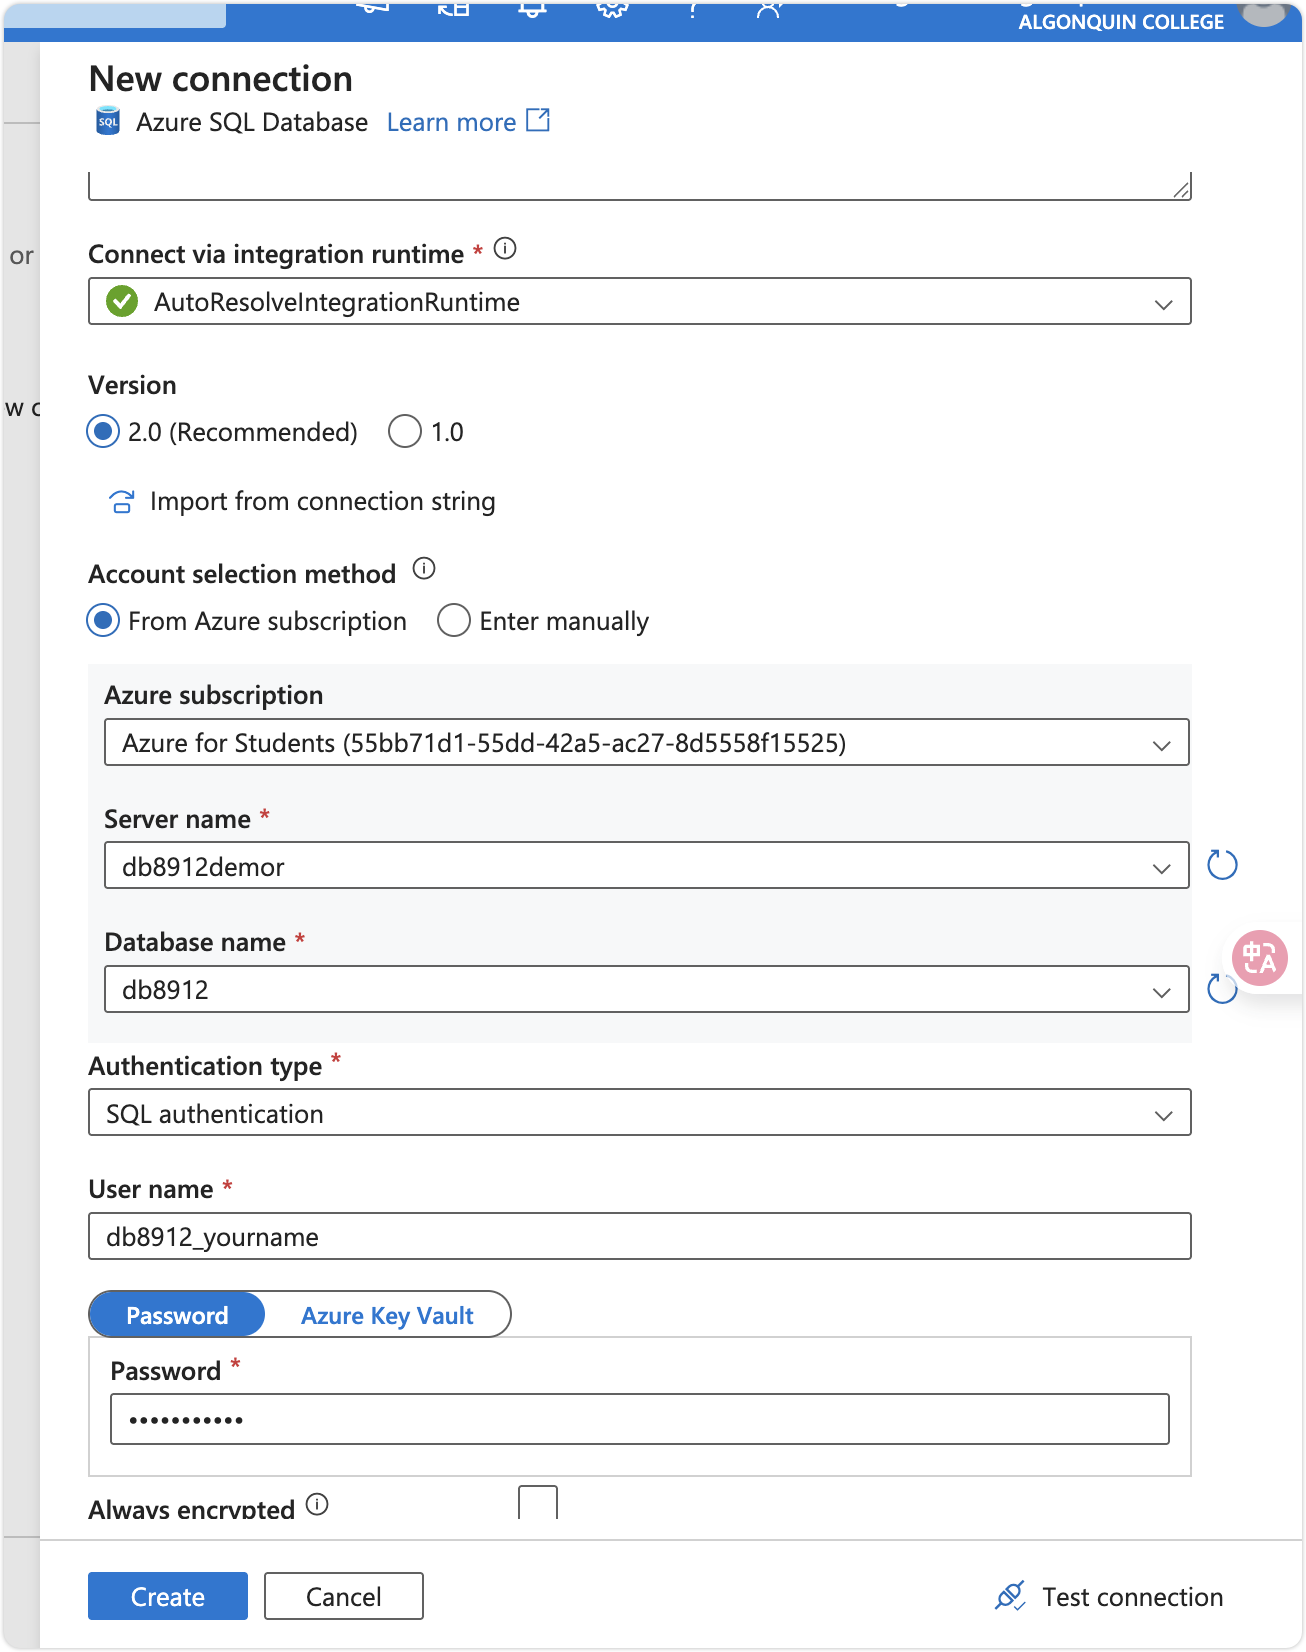 ALGONQUIN COLLEGE
New connection
SQL
Azure SQL Database Learn more
or
Connect via integration runtime *
AutoResolveIntegrationRuntime
Version
w
2.0 (Recommended) 1.0
Import from connection string
Account selection method
From Azure subscription Enter manually
Azure subscription
Azure for Students (55bb71d1-55dd-42a5-ac27-8d5558f15525)
Server name *
db8912demor
Database name *
中A
db8912
Authentication type *
SQL authentication
User name *
db8912_yourname
Password Azure Key Vault
Password *
•••••••••••
Always encrypted
Create Cancel Test connection